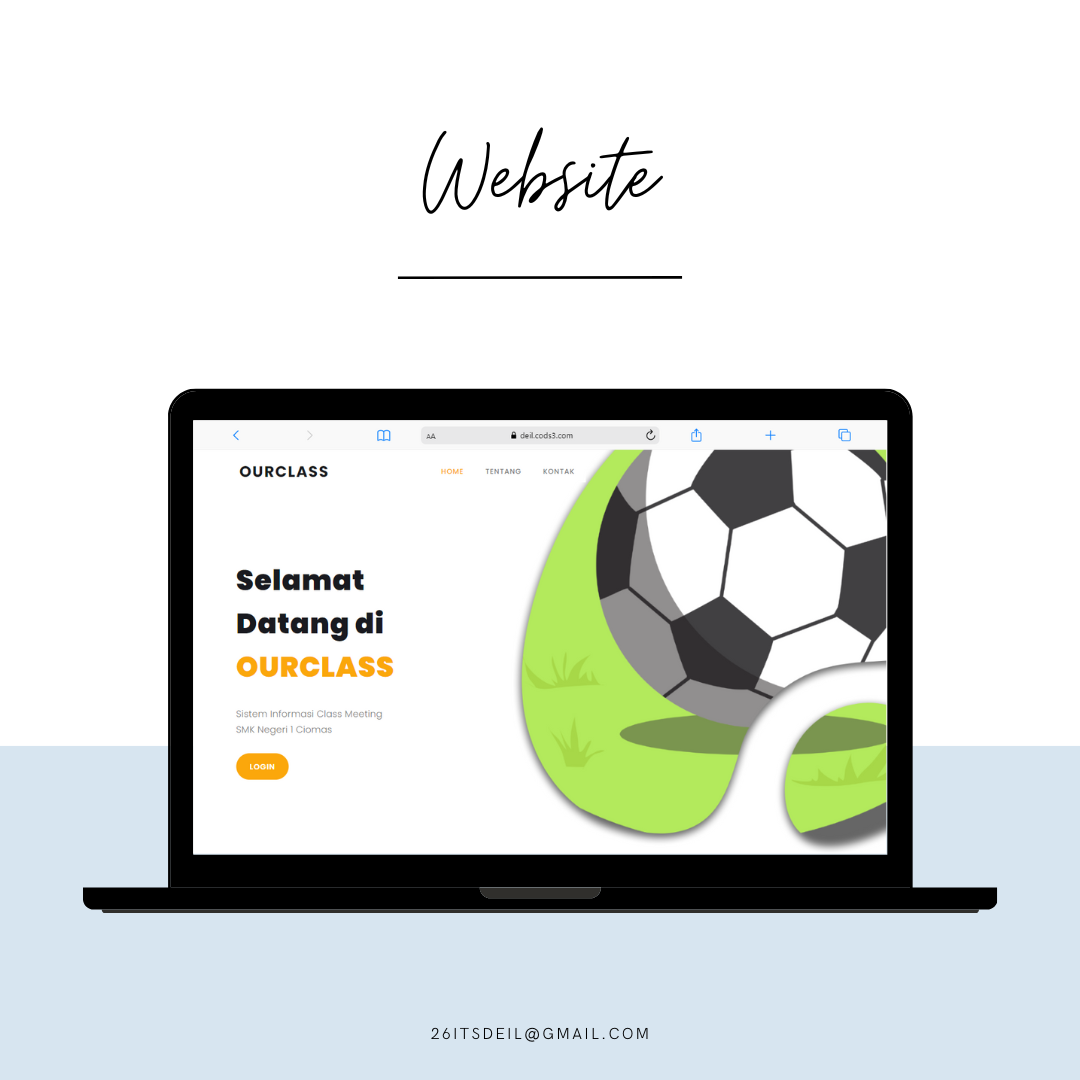 Website
AA
deil.cods3.com
OURCLASS
HOME TENTANG KONTAK
Selamat
Datang di
OURCLASS
Sistem Informasi Class Meeting
SMK Negeri 1 Ciomas
LOGIN
26ITSDEIL@GMAIL.COM